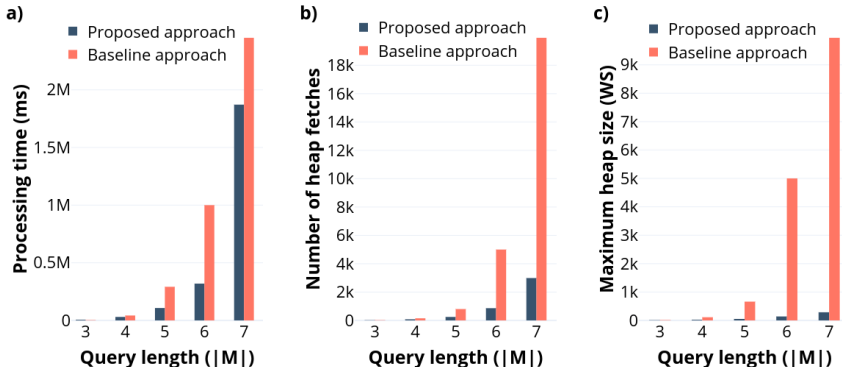 a)
Proposed approach
Baseline approach
Processing time (ms)
2M
1.5M
1M
0.5M
0
3 4 5 6 7
Query length (|M|)
b)
Proposed approach
Baseline approach
Number of heap fetches
18k
16k
14k
12k
10k
8k
6k
4k
2k
0
3 4 5 6 7
Query length (|M|)
c)
Proposed approach
Baseline approach
Maximum heap size (WS)
9k
8k
7k
6k
5k
4k
3k
2k
1k
0
3 4 5 6 7
Query length (|M|)